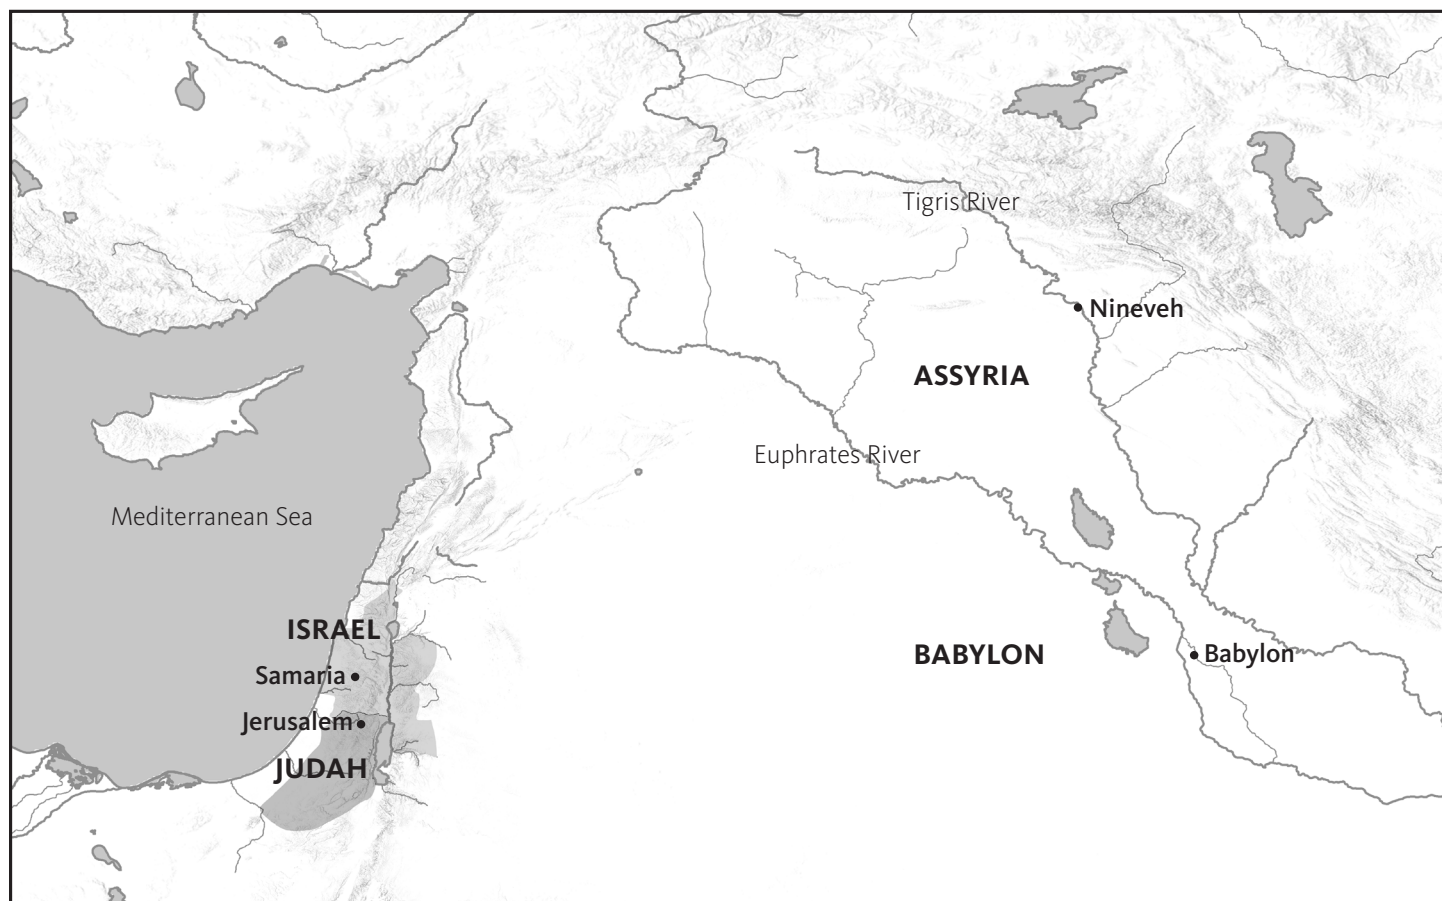 Tigris River
Nineveh
ASSYRIA
Euphrates River
Mediterranean Sea
ISRAEL
BABYLON
Babylon
Samaria
Jerusalem
JUDAH